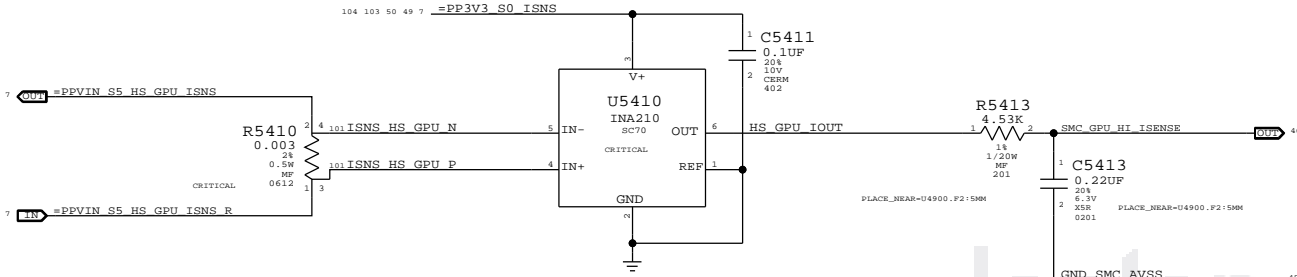 104 103 50 49 7 =PP3V3_S0_ISNS
1 C5411
0.1UF
20%
10V
CERM
402
2
3
V+
7 OUT =PPVIN_S5_HS_GPU_ISNS
U5410
INA210
SC70
CRITICAL
R5410
0.003
2%
0.5W
MF
0612
CRITICAL
2 4 101 ISNS_HS_GPU_N 5 IN-
1 3 101 ISNS_HS_GPU_P 4 IN+
OUT 6 HS_GPU_IOUT
REF 1
GND
2
7 IN =PPVIN_S5_HS_GPU_ISNS_R
R5413
4.53K
1 2
1%
1/20W
MF
201
SMC_GPU_HI_ISENSE OUT
1 C5413
0.22UF
20%
6.3V
X5R
0201
2
PLACE_NEAR=U4900.F2:5MM
PLACE_NEAR=U4900.F2:5MM
GND_SMC_AVSS